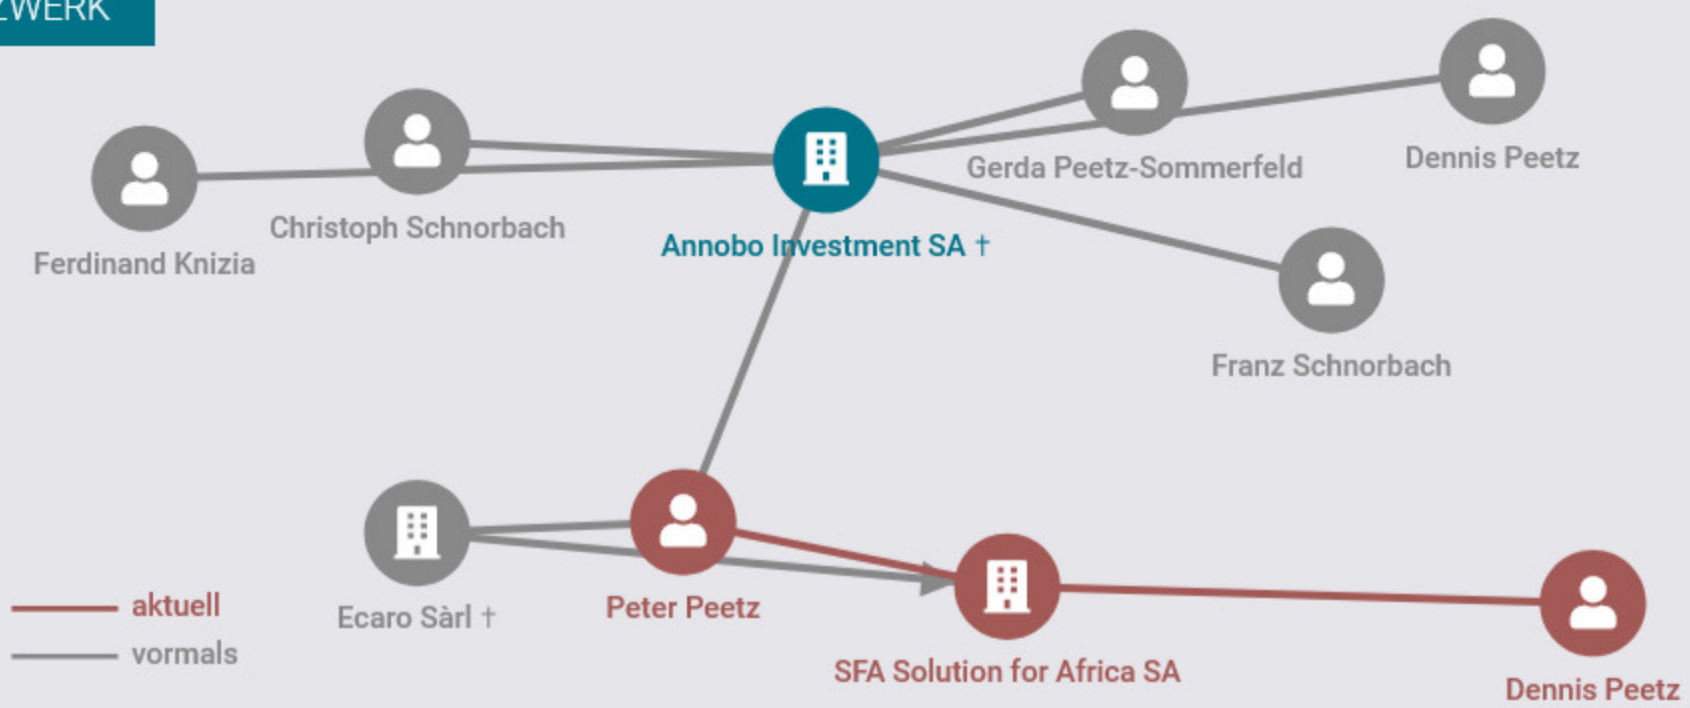 ZWERK
Gerda Peetz-Sommerfeld
Dennis Peetz
Christoph Schnorbach
Ferdinand Knizia
Annobo Investment SA †
Franz Schnorbach
aktuell
vormals
Ecaro Sàrl †
Peter Peetz
SFA Solution for Africa SA
Dennis Peetz